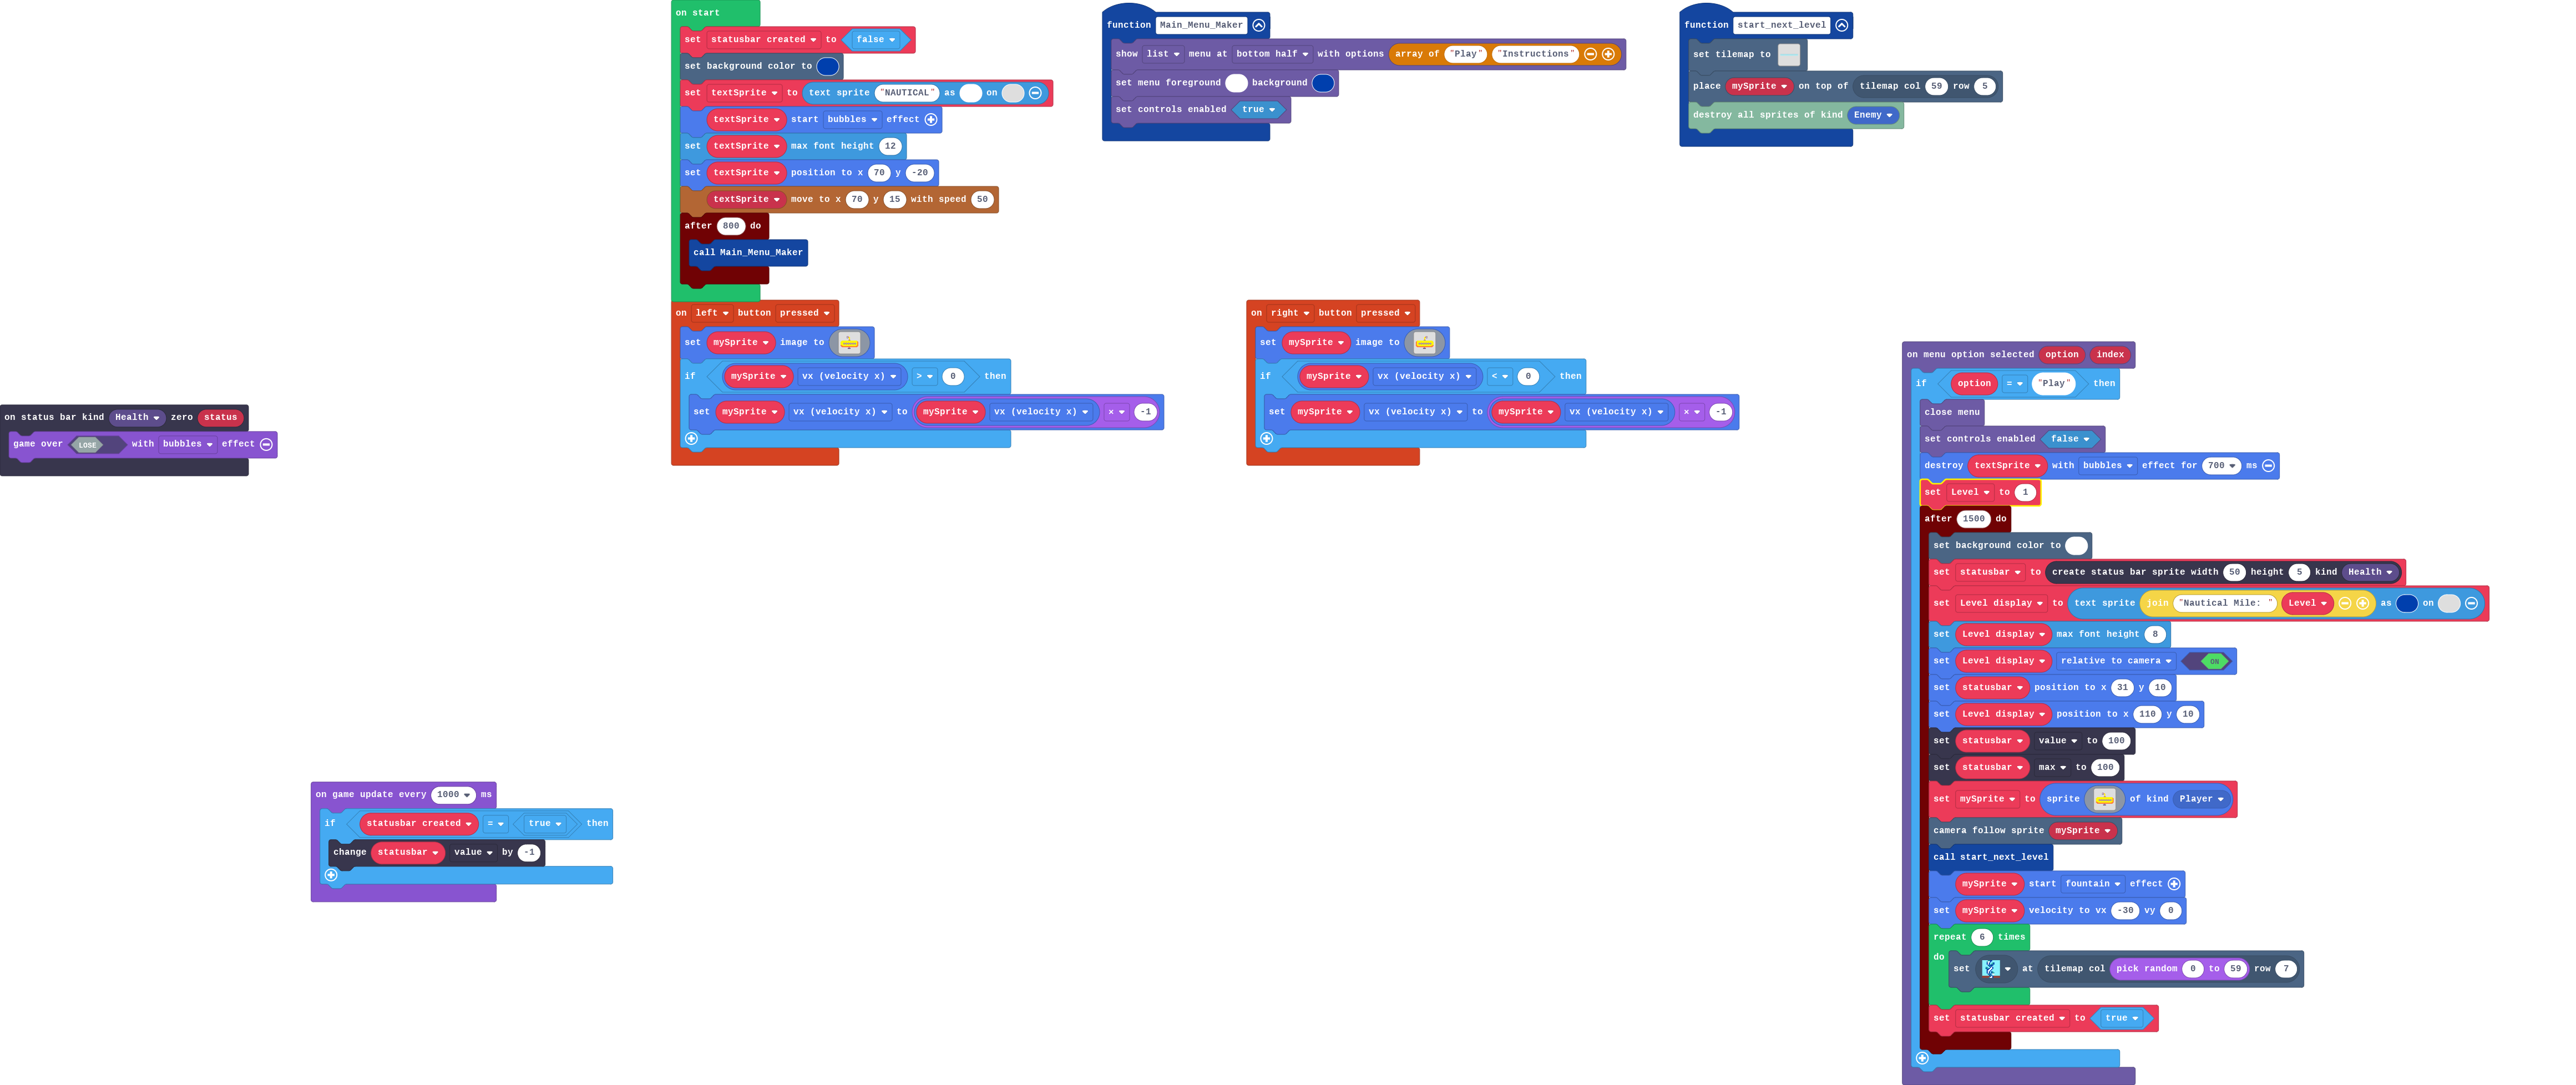 on start
set statusbar created to false
set background color to
set textSprite to text sprite "NAUTICAL" as on
textSprite start bubbles effect
set textSprite max font height 12
set textSprite position to x 70 y -20
textSprite move to x 70 y 15 with speed 50
after 800 do
call Main_Menu_Maker
function Main_Menu_Maker
show list menu at bottom half with options array of "Play" "Instructions"
set menu foreground background
set controls enabled true
function start_next_level
set tilemap to
place mySprite on top of tilemap col 59 row 5
destroy all sprites of kind Enemy
on left button pressed
set mySprite image to
if mySprite vx (velocity x) > 0 then
set mySprite vx (velocity x) to mySprite vx (velocity x) × -1
on right button pressed
set mySprite image to
if mySprite vx (velocity x) < 0 then
set mySprite vx (velocity x) to mySprite vx (velocity x) × -1
on status bar kind Health zero status
game over LOSE with bubbles effect
on game update every 1000 ms
if statusbar created = true then
change statusbar value by -1
on menu option selected option index
if option = "Play" then
close menu
set controls enabled false
destroy textSprite with bubbles effect for 700 ms
set Level to 1
after 1500 do
set background color to
set statusbar to create status bar sprite width 50 height 5 kind Health
set Level display to text sprite join "Nautical Mile: " Level as on
set Level display max font height 8
set Level display relative to camera ON
set statusbar position to x 31 y 10
set Level display position to x 110 y 10
set statusbar value to 100
set statusbar max to 100
set mySprite to sprite of kind Player
camera follow sprite mySprite
call start_next_level
mySprite start fountain effect
set mySprite velocity to vx -30 vy 0
repeat 6 times
do set at tilemap col pick random 0 to 59 row 7
set statusbar created to true